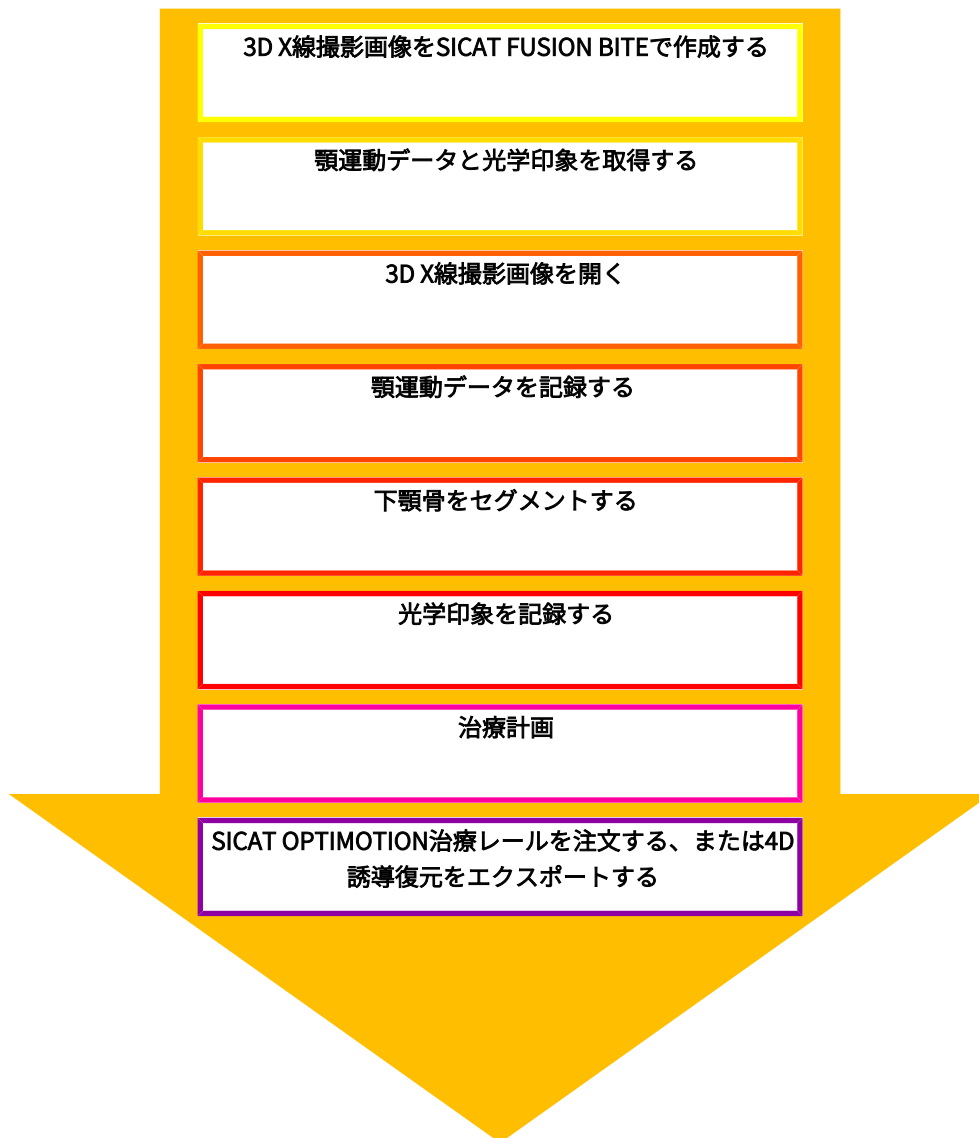 3D X線撮影画像をSICAT FUSION BITEで作成する
顎運動データと光学印象を取得する
3D X線撮影画像を開く
顎運動データを記録する
下顎骨をセグメントする
光学印象を記録する
治療計画
SICAT OPTIMOTION治療レールを注文する、または4D
誘導復元をエクスポートする